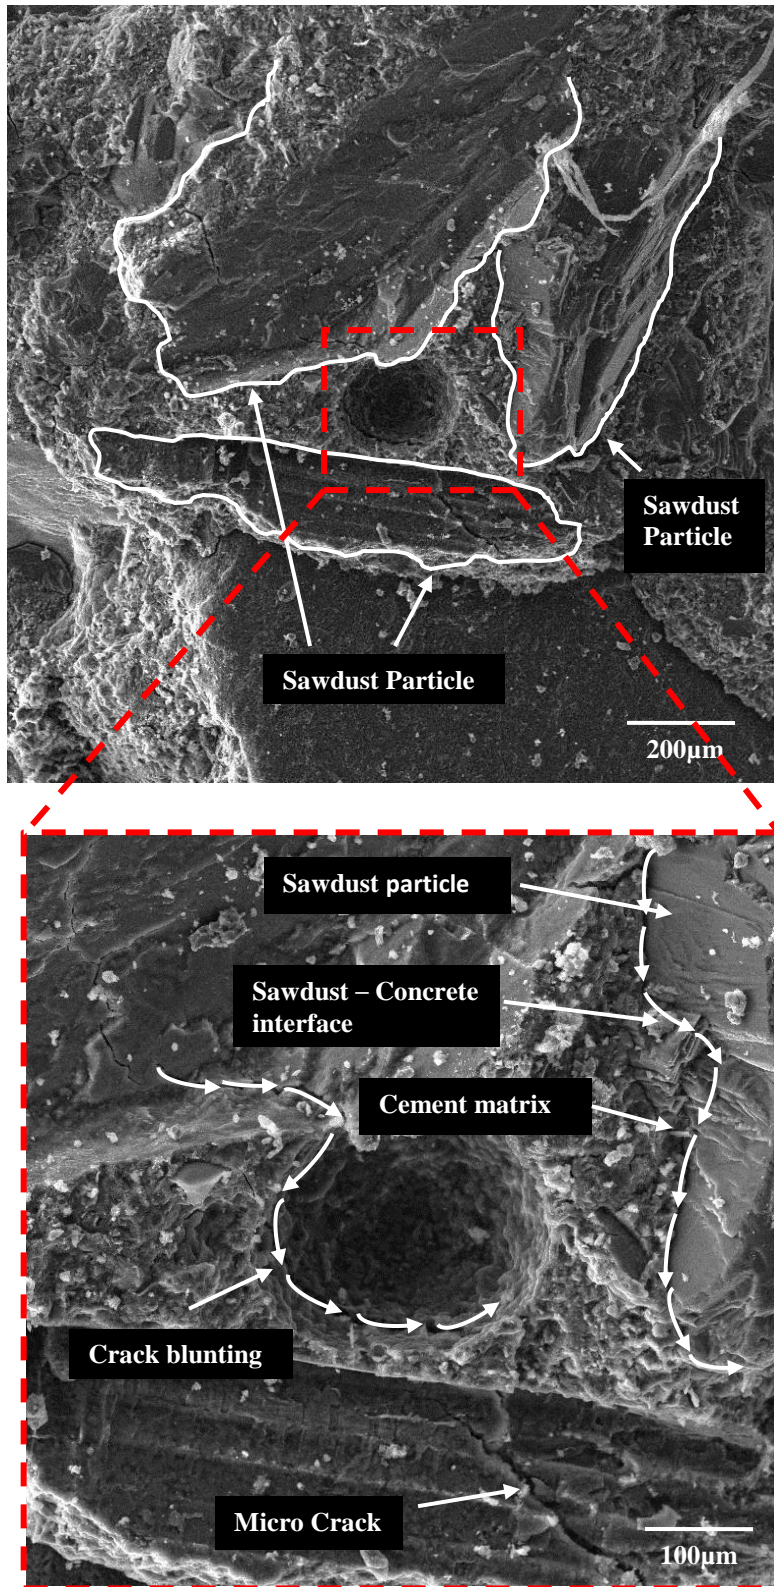 Sawdust
Particle
Sawdust Particle
200µm
Sawdust particle
Sawdust – Concrete
interface
Cement matrix
Crack blunting
Micro Crack
100µm